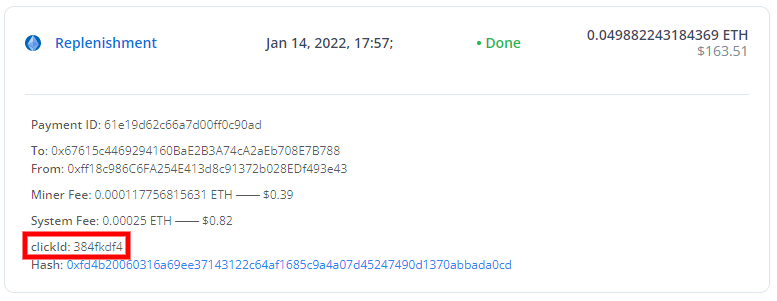 Replenishment Jan 14, 2022, 17:57; • Done 0.049882243184369 ETH
$163.51
Payment ID: 61e19d62c66a7d00ff0c90ad
To: 0x67615c4469294160BaE2B3A74cA2aEb708E7B788
From: 0xff18c986C6FA254E413d8c91372b028EDf493e43
Miner Fee: 0.000117756815631 ETH —— $0.39
System Fee: 0.00025 ETH —— $0.82
clickId: 384fkdf4
Hash: 0xfd4b20060316a69ee37143122c64af1685c9a4a07d45247490d1370abbada0cd